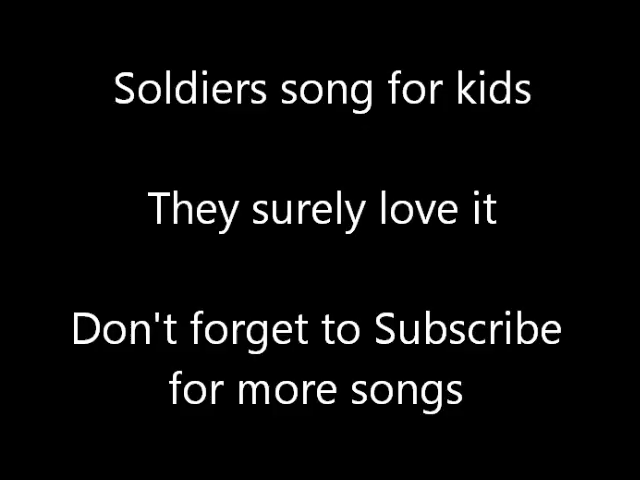 Soldiers song for kids
They surely love it
Don't forget to Subscribe
for more songs